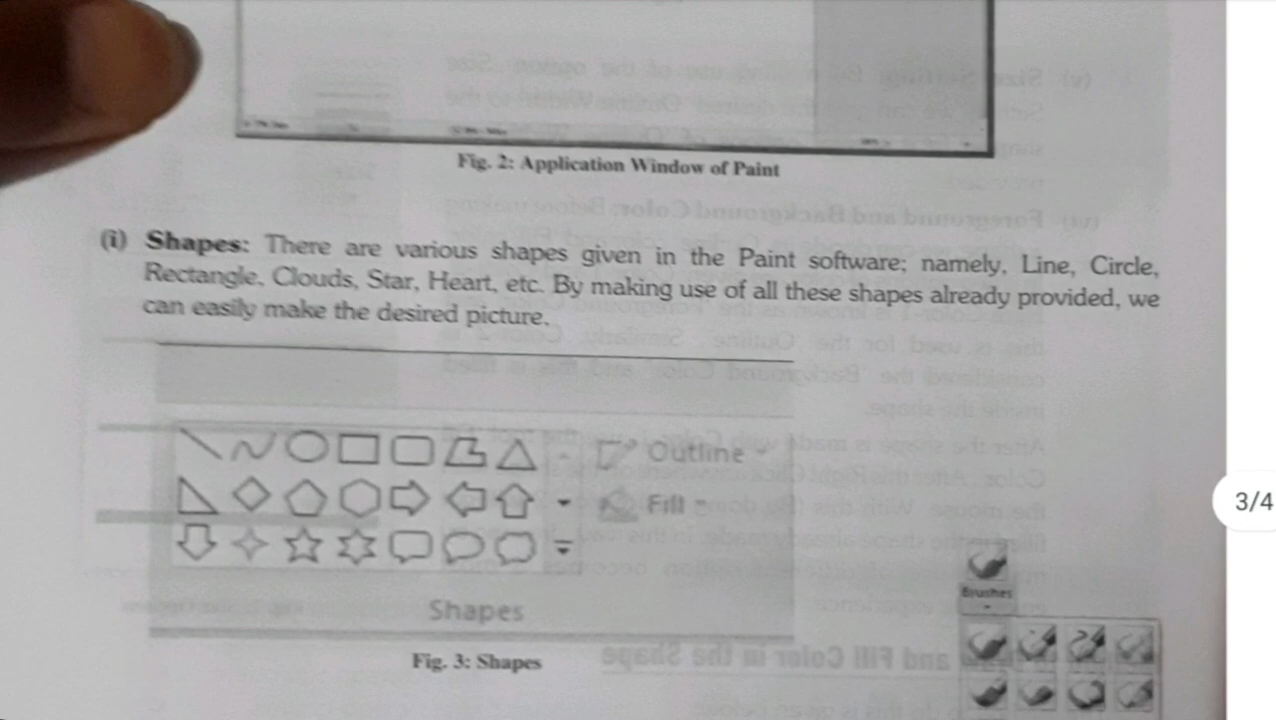 Fig. 2: Application Window of Paint
(i) Shapes: There are various shapes given in the Paint software; namely, Line, Circle,
Rectangle, Clouds, Star, Heart, etc. By making use of all these shapes already provided, we
can easily make the desired picture.
Outline
Fill
Shapes
Brushes
Fig. 3: Shapes
3/4